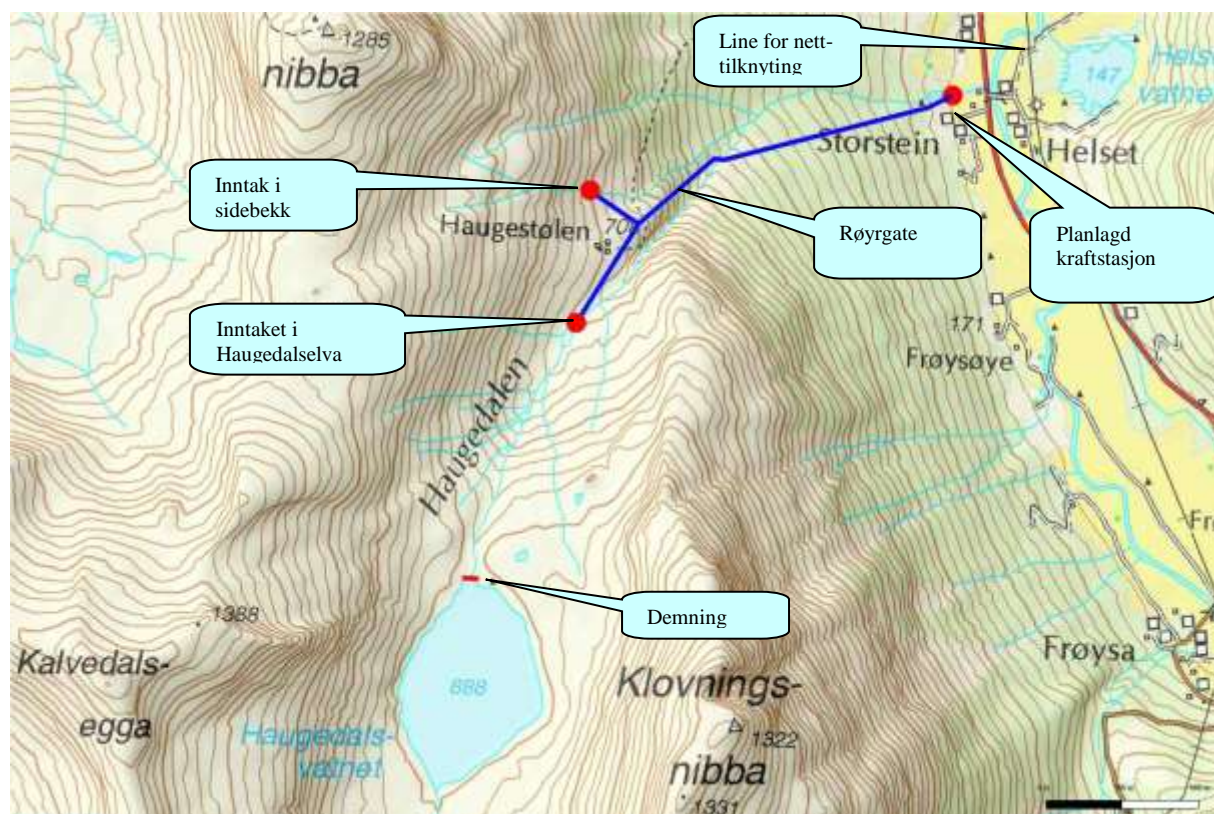 1285
nibba
Line for nett-
tilknyting
147
Storstein
Helset
Inntak i
sidebekk
Haugestølen
Røyrgate
Planlagd
kraftstasjon
Inntaket i
Haugedalselva
171
Frøysøye
Haugedalen
Demning
1388
Kalvedals-
egga
888
Haugedals-
vatnet
Klovnings-
nibba
1322
1331
Frøysa